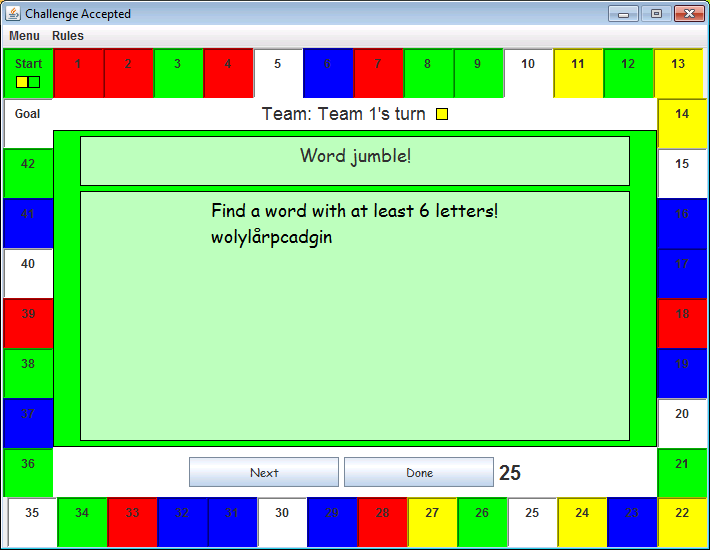 Challenge Accepted
Menu Rules
Start 1 2 3 4 5 6 7 8 9 10 11 12 13
Goal
Team: Team 1's turn
14
Word jumble!
42
15
Find a word with at least 6 letters!
wolylårpcadgin
41
16
40
17
39
18
38
19
37
20
36
Next
Done
25
21
35 34 33 32 31 30 29 28 27 26 25 24 23 22